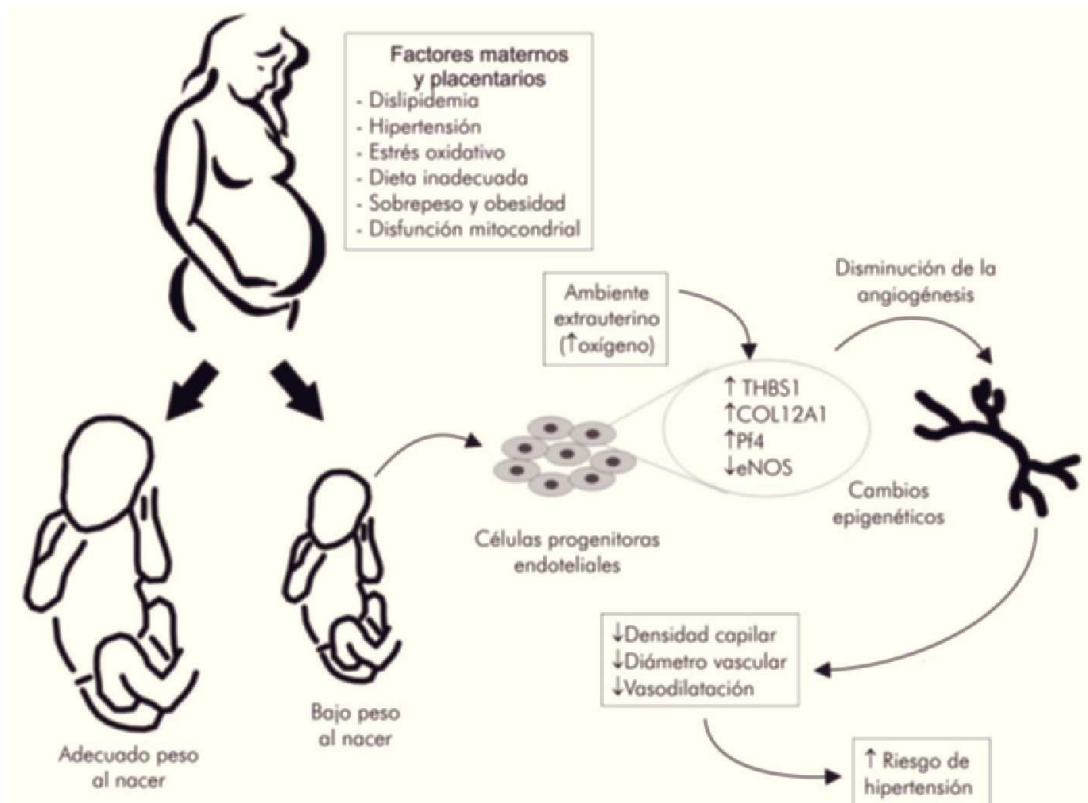 Factores maternos
y placentarios
- Dislipidemia
- Hipertensión
- Estrés oxidativo
- Dieta inadecuada
- Sobrepeso y obesidad
- Disfunción mitocondrial
Ambiente
extrauterino
(↑oxígeno)
Disminución de la
angiogénesis
↑ THBS1
↑COL12A1
↑Pf4
↓eNOS
Cambios
epigenéticos
Células progenitoras
endoteliales
↓Densidad capilar
↓Diámetro vascular
↓Vasodilatación
Bajo peso
al nacer
Adecuado peso
al nacer
↑ Riesgo de
hipertensión